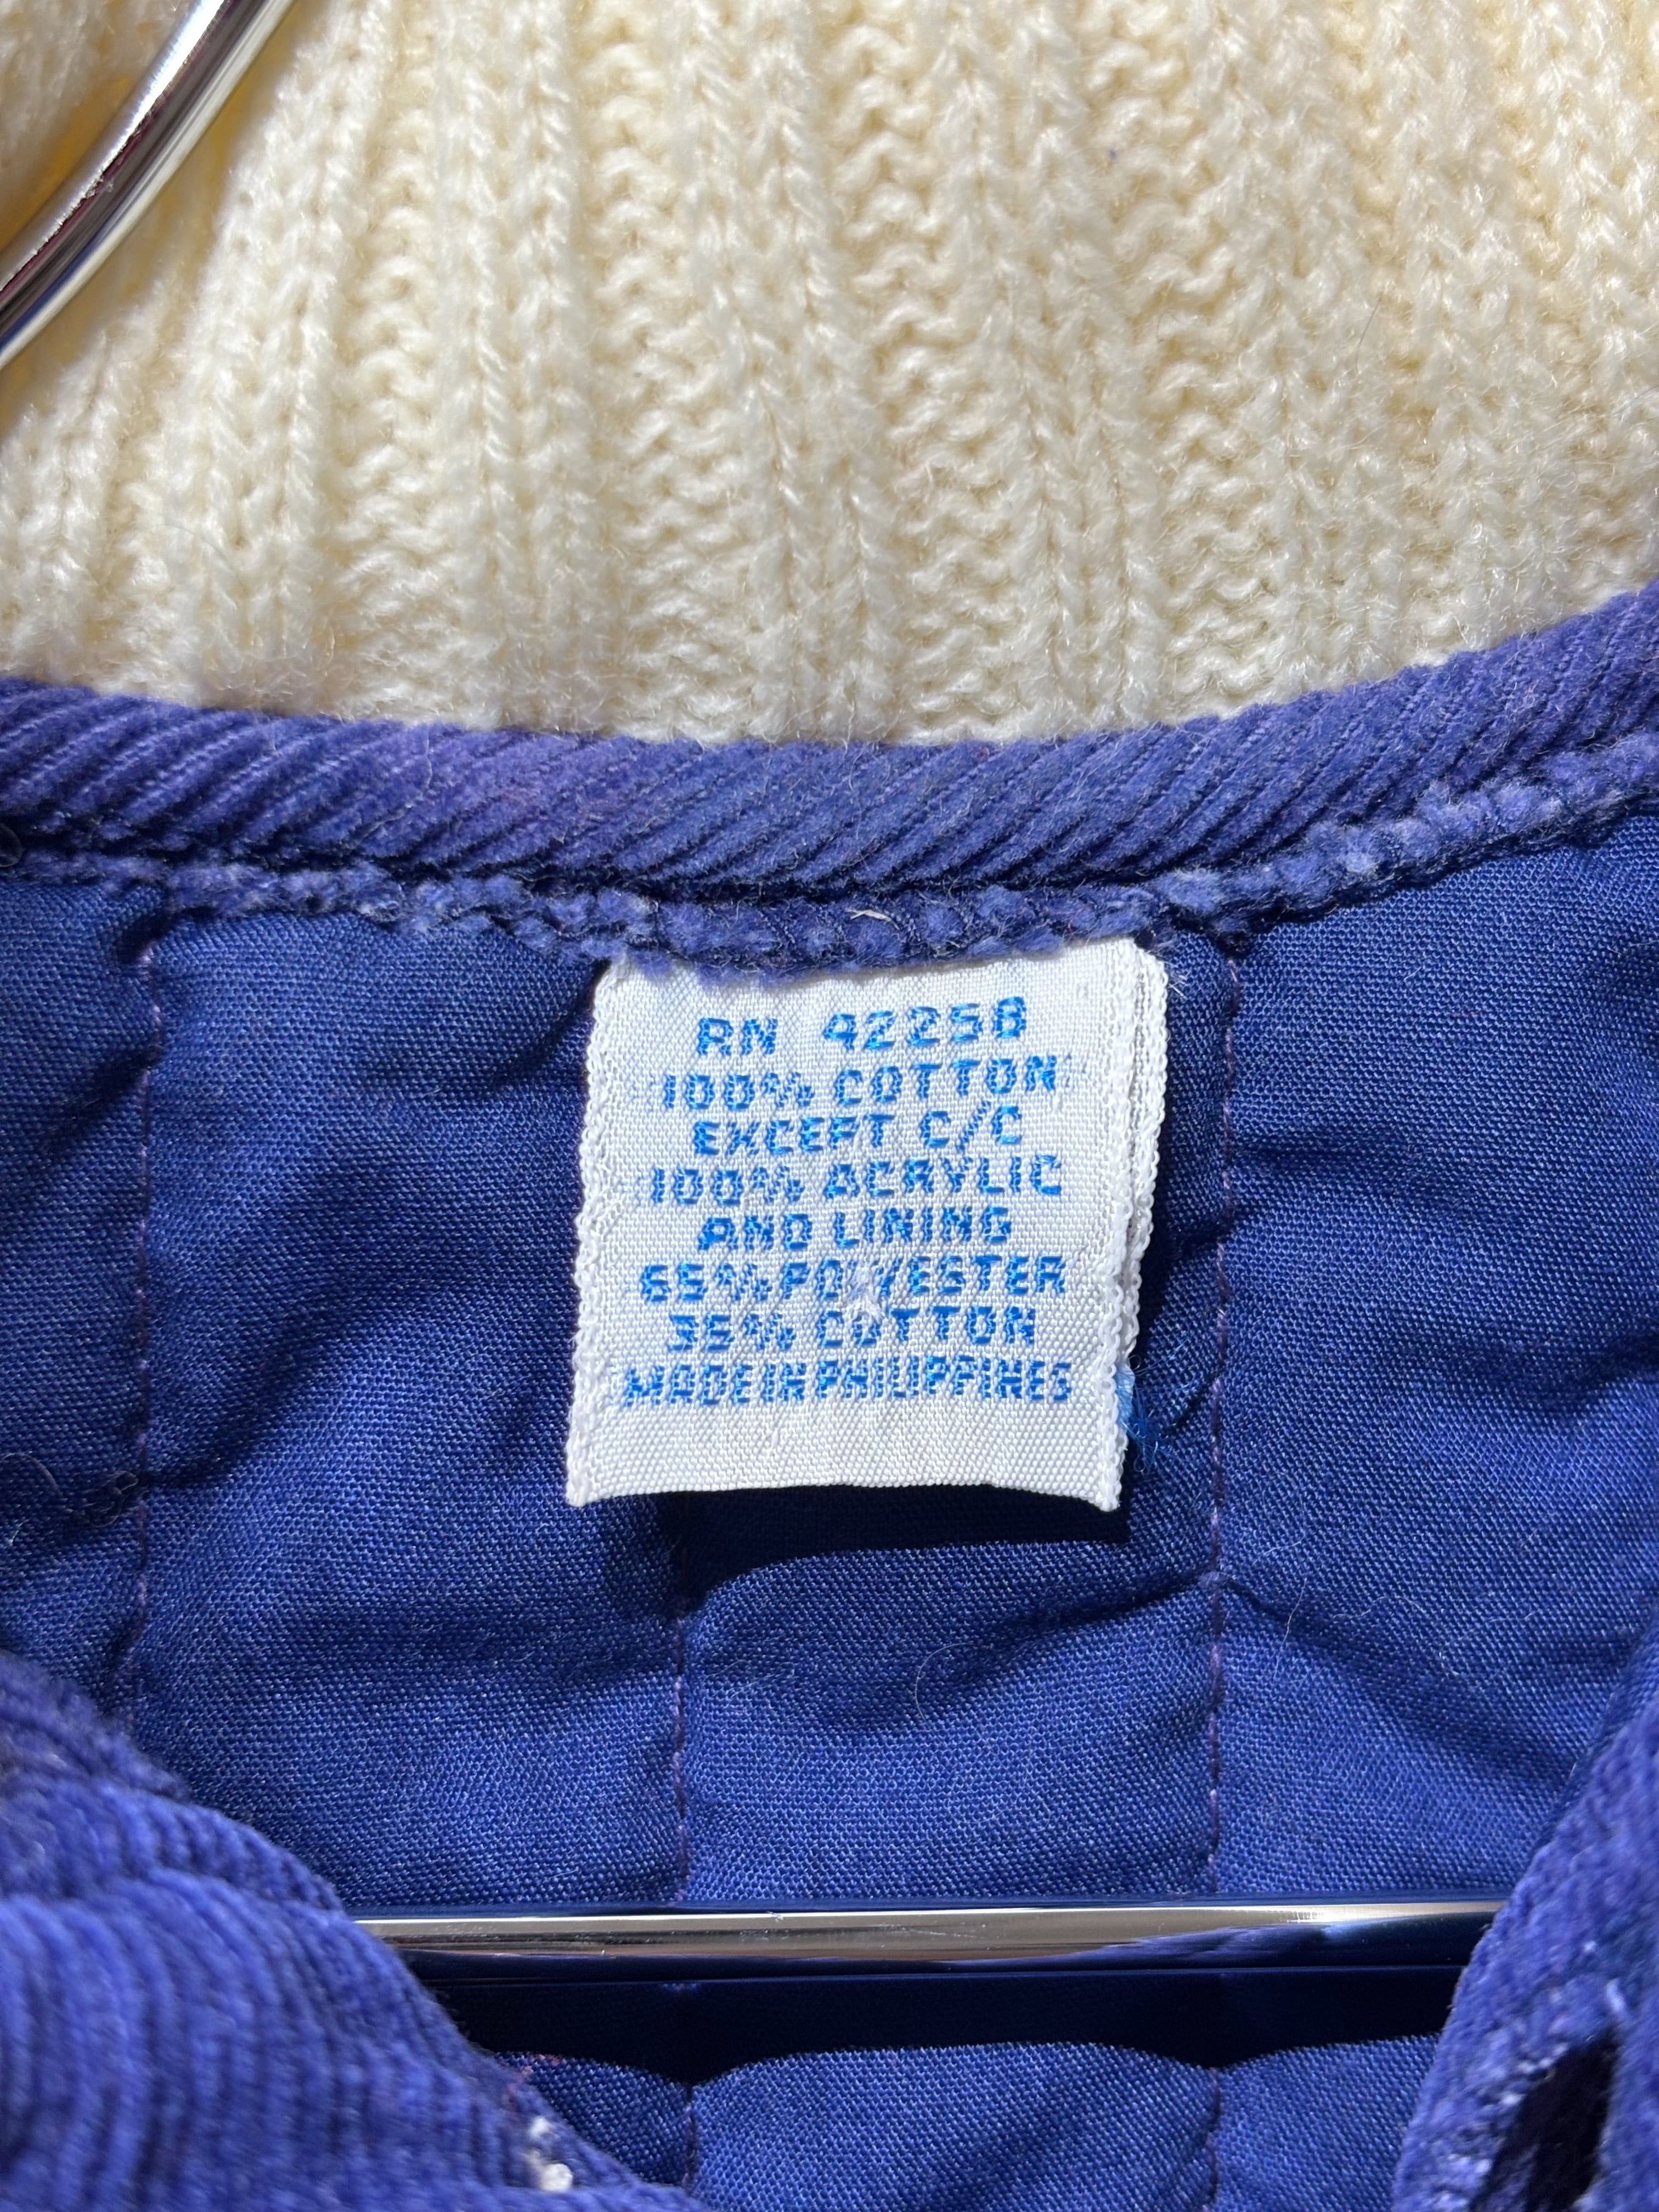 RN 42258
100% COTTON
EXCEPT C/C
100% ACRYLIC
AND LINING
65% POLYESTER
35% COTTON
MADE IN PHILIPPINES